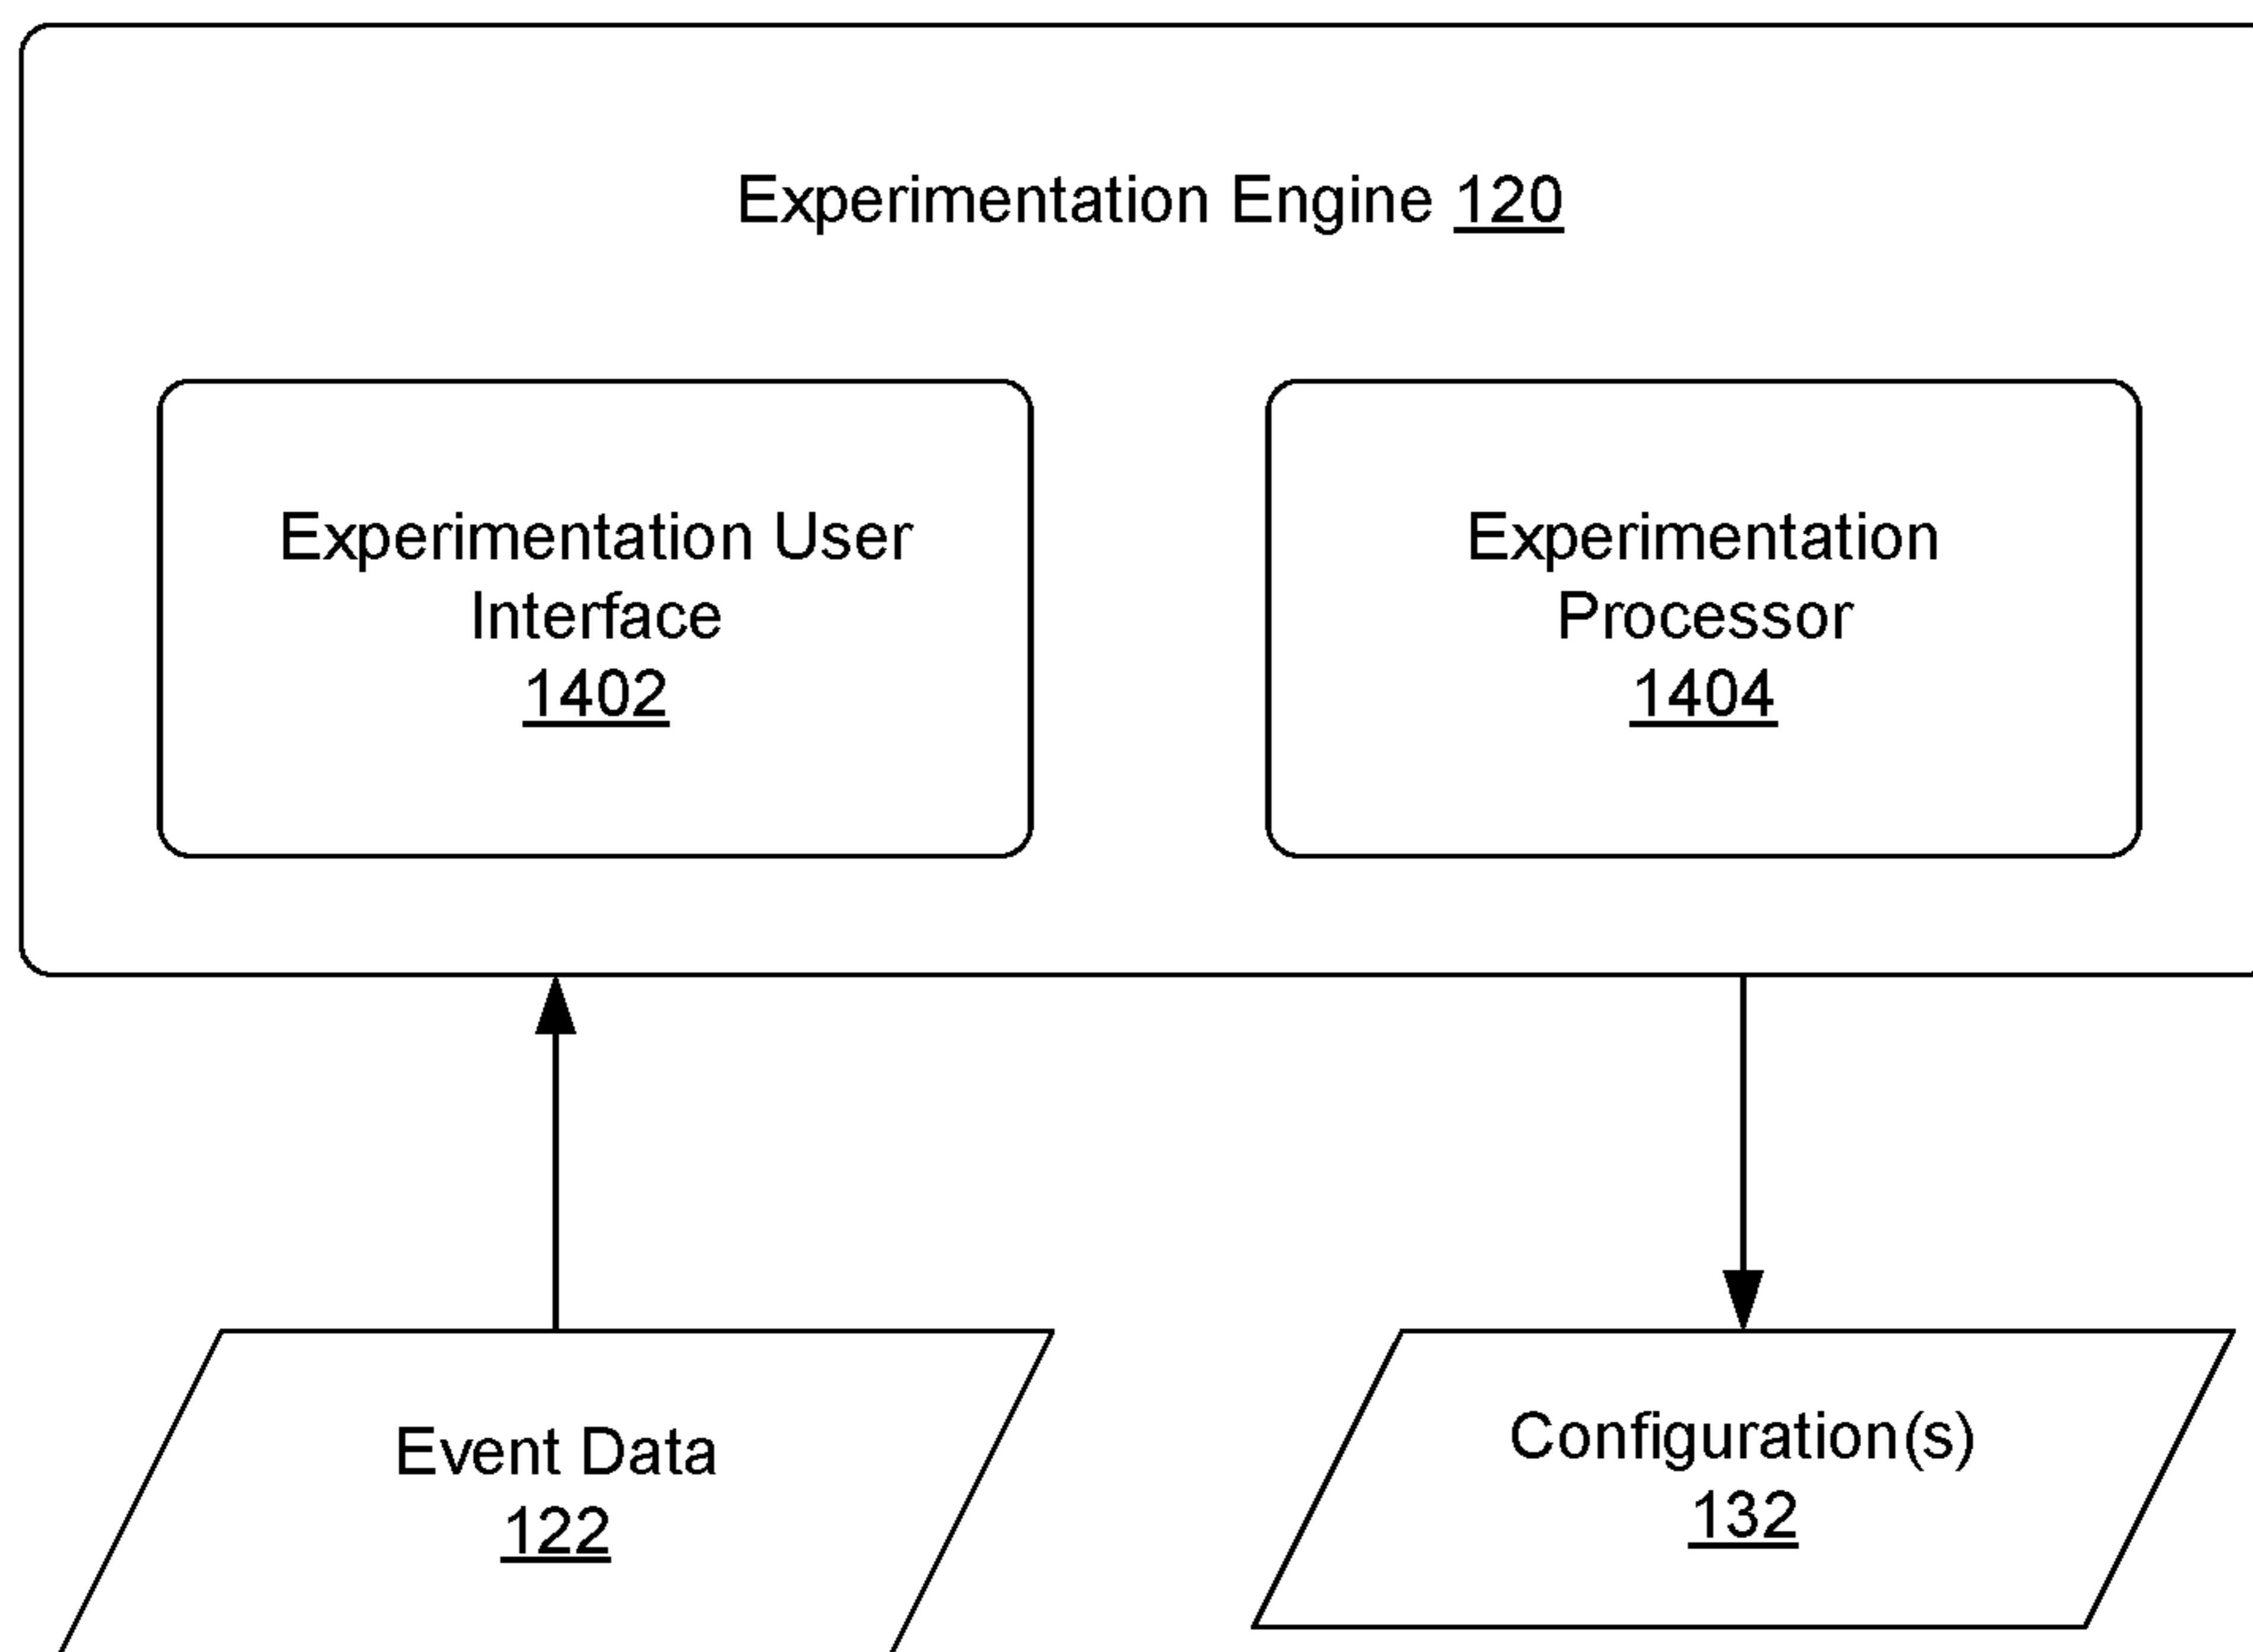 Experimentation Engine 120
Experimentation User
Interface
1402
Experimentation
Processor
1404
Event Data
122
Configuration(s)
132